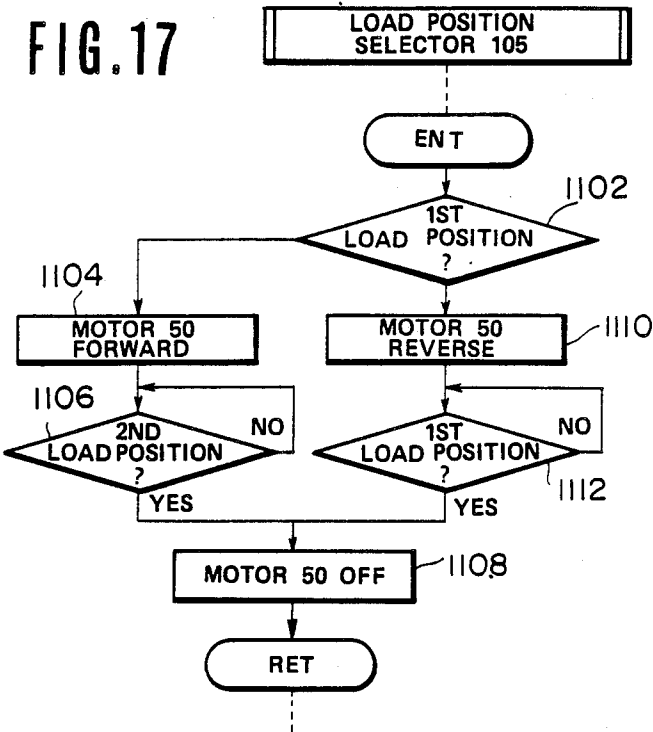 FIG.17
LOAD POSITION
SELECTOR 105
ENT
1102
1ST
LOAD POSITION
?
1104
MOTOR 50
FORWARD
MOTOR 50
REVERSE
1110
1106
2ND
LOAD POSITION
?
NO
YES
1ST
LOAD POSITION
?
NO
1112
YES
MOTOR 50 OFF
1108
RET